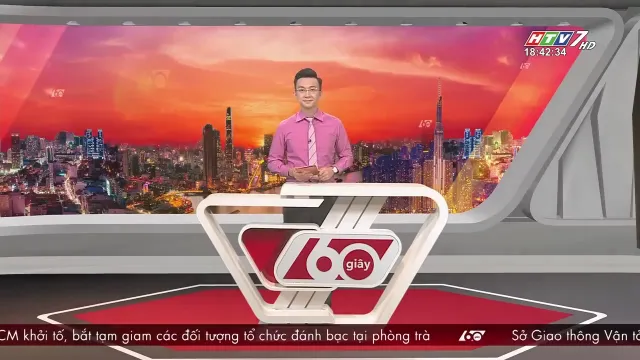 HTV7 HD
18:42:34
60 giây
CM khởi tố, bắt tạm giam các đối tượng tổ chức đánh bạc tại phòng trà 60 Sở Giao thông Vận tả